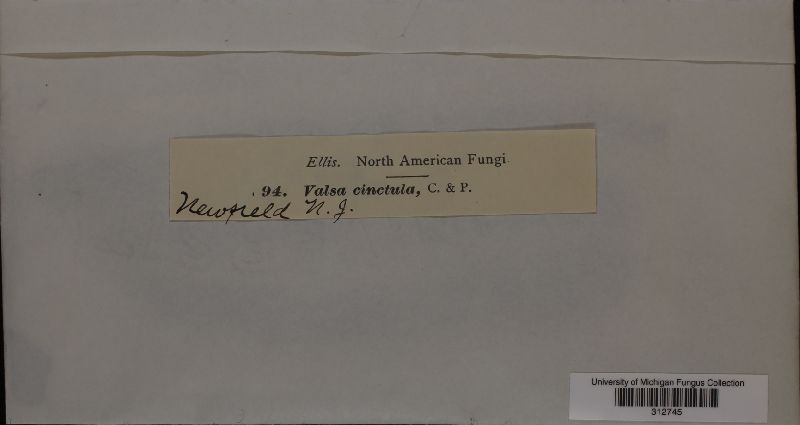 Ellis. North American Fungi.
94. Valsa cinctula, C. & P.
Newfield N.J.
University of Michigan Fungus Collection
312745